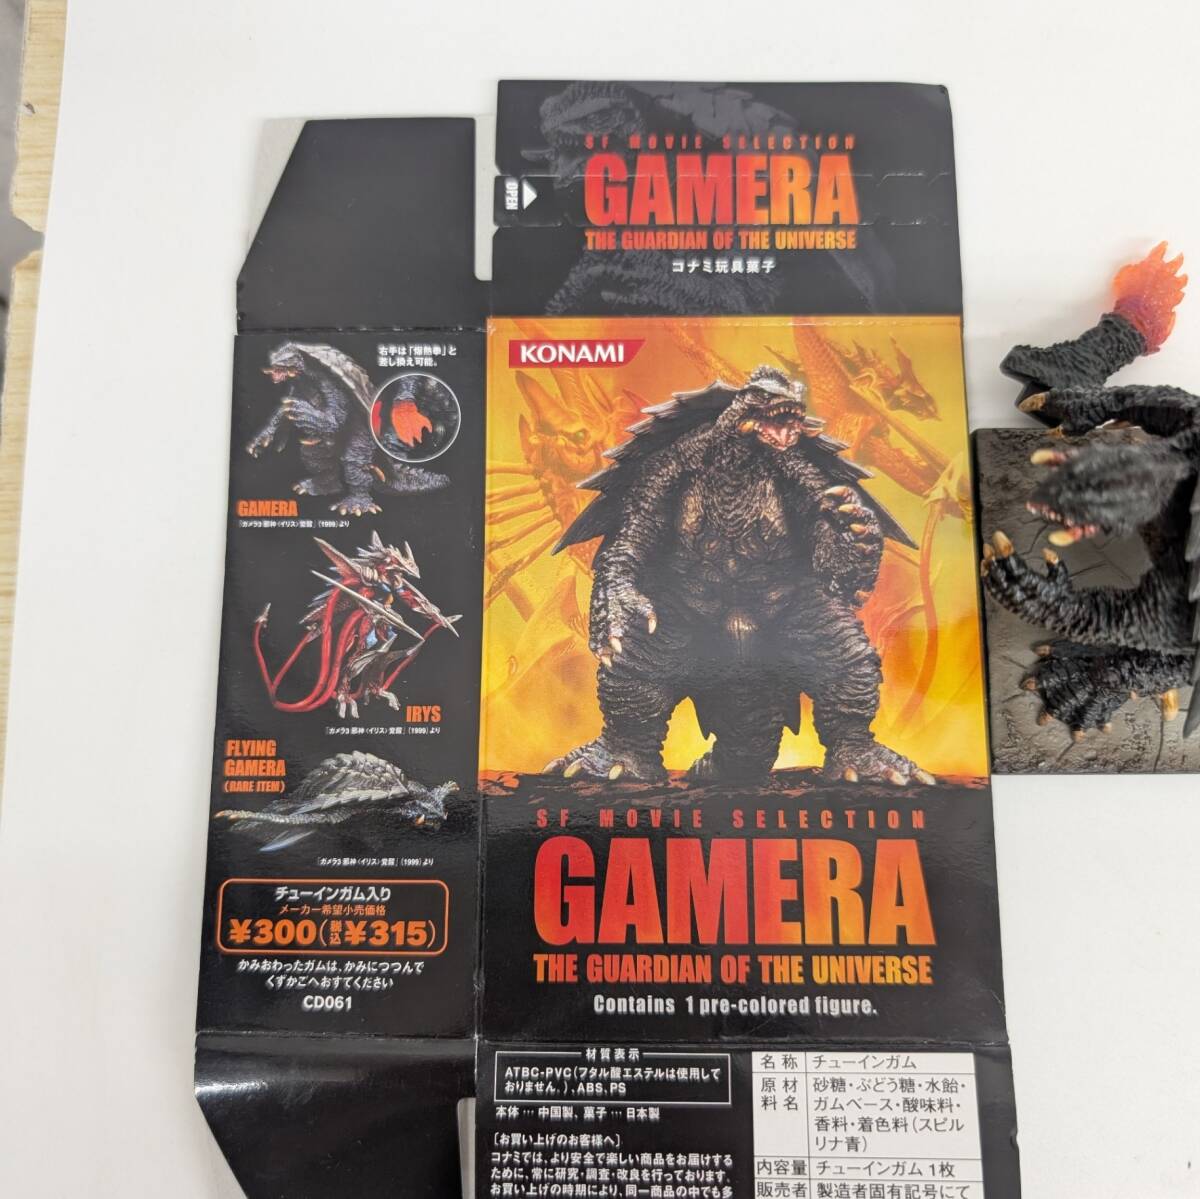 SF MOVIE SELECTION
GAMERA
THE GUARDIAN OF THE UNIVERSE
コナミ玩具菓子
OPEN
右手は「爆熱拳」と
差し換え可能。
GAMERA
「ガメラ3 邪神〈イリス〉覚醒」(1999)より
IRYS
「ガメラ3 邪神〈イリス〉覚醒」(1999)より
FLYING
GAMERA
(RARE ITEM)
「ガメラ3 邪神〈イリス〉覚醒」(1999)より
チューインガム入り
メーカー希望小売価格
¥300(税込¥315)
かみおわったガムは、かみにつつんで
くずかごへおすてください
CD061
KONAMI
SF MOVIE SELECTION
GAMERA
THE GUARDIAN OF THE UNIVERSE
Contains 1 pre-colored figure.
材質表示
ATBC-PVC(フタル酸エステルは使用して
おりません。)、ABS、PS
本体…中国製、菓子…日本製
[お買い上げのお客様へ]
コナミでは、より安全で楽しい商品をお届けする
ために、常に研究・調査・改良を行っております。
お買い上げの時期により、同一商品の中でも多
名称 チューインガム
原材料名 砂糖・ぶどう糖・水飴・
ガムベース・酸味料・
香料・着色料(スピル
リナ青)
内容量 チューインガム1枚
販売者 製造者固有記号にて